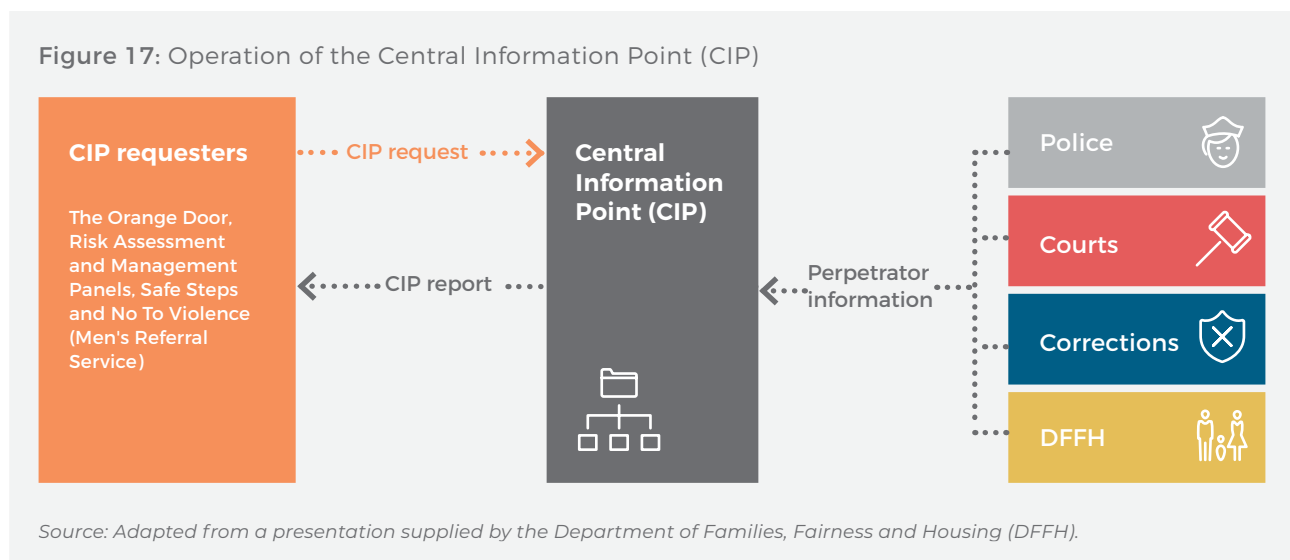 Figure 17: Operation of the Central Information Point (CIP)
CIP requesters
The Orange Door,
Risk Assessment
and Management
Panels, Safe Steps
and No To Violence
(Men's Referral
Service)
CIP request
CIP report
Central
Information
Point (CIP)
Perpetrator
information
Police
Courts
Corrections
DFFH
Source: Adapted from a presentation supplied by the Department of Families, Fairness and Housing (DFFH).